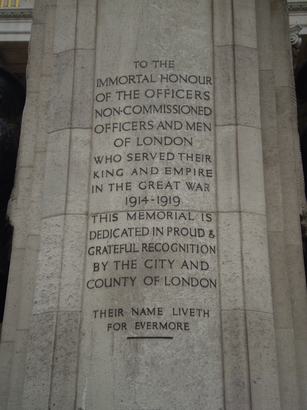 TO THE
IMMORTAL HONOUR
OF THE OFFICERS
NON-COMMISSIONED
OFFICERS AND MEN
OF LONDON
WHO SERVED THEIR
KING AND EMPIRE
IN THE GREAT WAR
1914-1919
THIS MEMORIAL IS
DEDICATED IN PROUD &
GRATEFUL RECOGNITION
BY THE CITY AND
COUNTY OF LONDON
THEIR NAME LIVETH
FOR EVERMORE